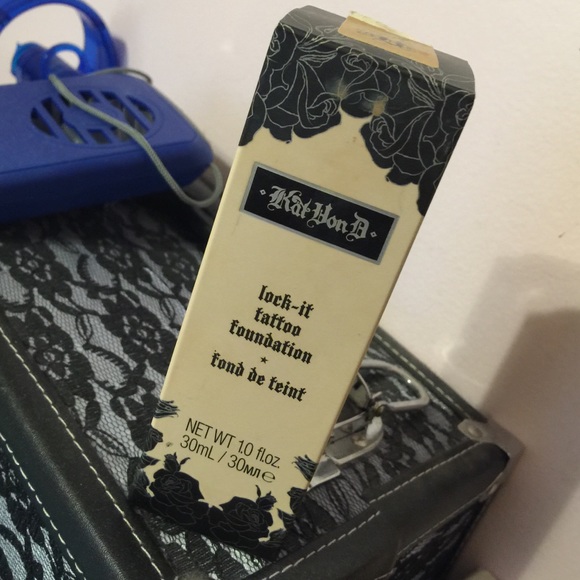 Kat Von D
lock-it
tattoo
foundation
*
fond de teint
NET WT 1.0 fl.oz.
30mL / 30мл℮